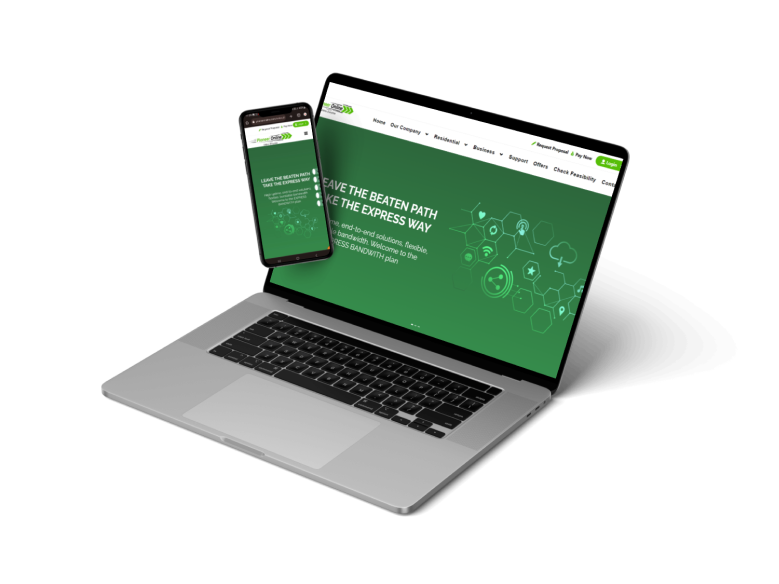 LEAVE THE BEATEN PATH
TAKE THE EXPRESS WAY
Online
Request Proposal
Pay Now
Login
Home
Our Company
Residential
Business
Support
Offers
Check Feasibility
Cont
EAVE THE BEATEN PATH
KE THE EXPRESS WAY
end-to-end solutions, flexible,
bandwidth. Welcome to the
RESS BANDWITH plan